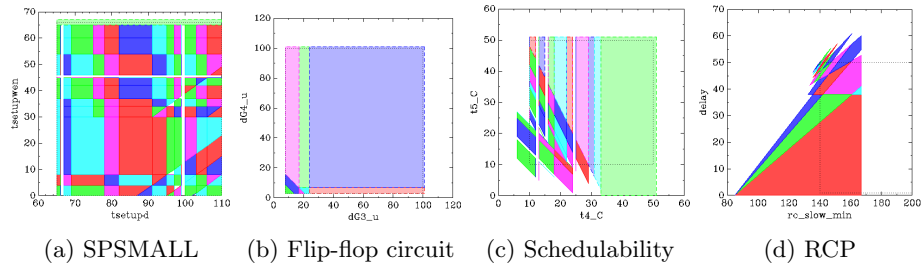 70
60
50
40
30
20
10
0
tsetupwen
60 70 80 90 100 110
tsetupd
120
100
80
60
40
20
0
dG4_u
0 20 40 60 80 100 120
dG3_u
60
50
40
30
20
10
0
t5_C
0 10 20 30 40 50 60
t4_C
70
60
50
40
30
20
10
0
delay
80 100 120 140 160 180 200
rc_slow_min
(a) SPSMALL (b) Flip-flop circuit (c) Schedulability (d) RCP